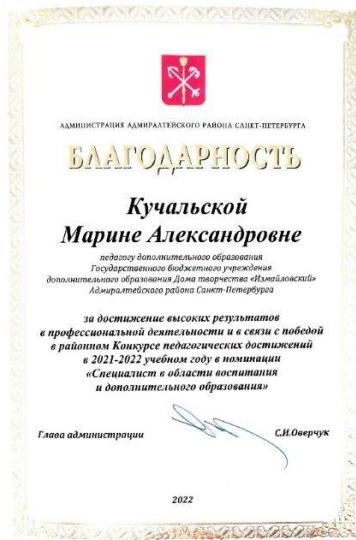 АДМИНИСТРАЦИЯ АДМИРАЛТЕЙСКОГО РАЙОНА САНКТ-ПЕТЕРБУРГА
БЛАГОДАРНОСТЬ
Кучальской
Марине Александровне
педагогу дополнительного образования
Государственного бюджетного учреждения
дополнительного образования Дома творчества «Измайловский»
Адмиралтейского района Санкт-Петербурга
за достижение высоких результатов
в профессиональной деятельности и в связи с победой
в районном Конкурсе педагогических достижений
в 2021-2022 учебном году в номинации
«Специалист в области воспитания
и дополнительного образования»
Глава администрации С.И.Оверчук
2022